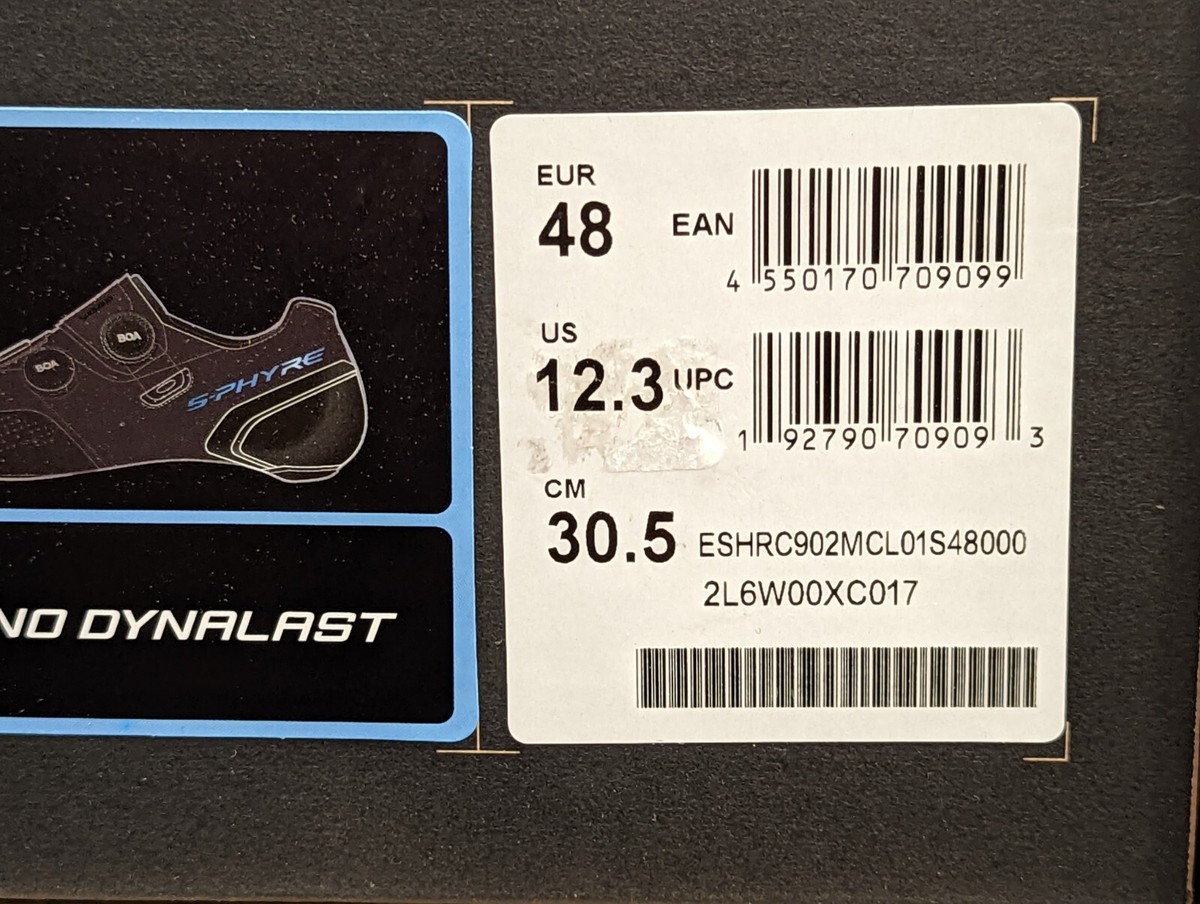 BOA
BOA
S-PHYRE
NO DYNALAST
EUR
48
EAN
4 550170 709099
US
12.3
UPC
1 92790 70909 3
CM
30.5
ESHRC902MCL01S48000
2L6W00XC017